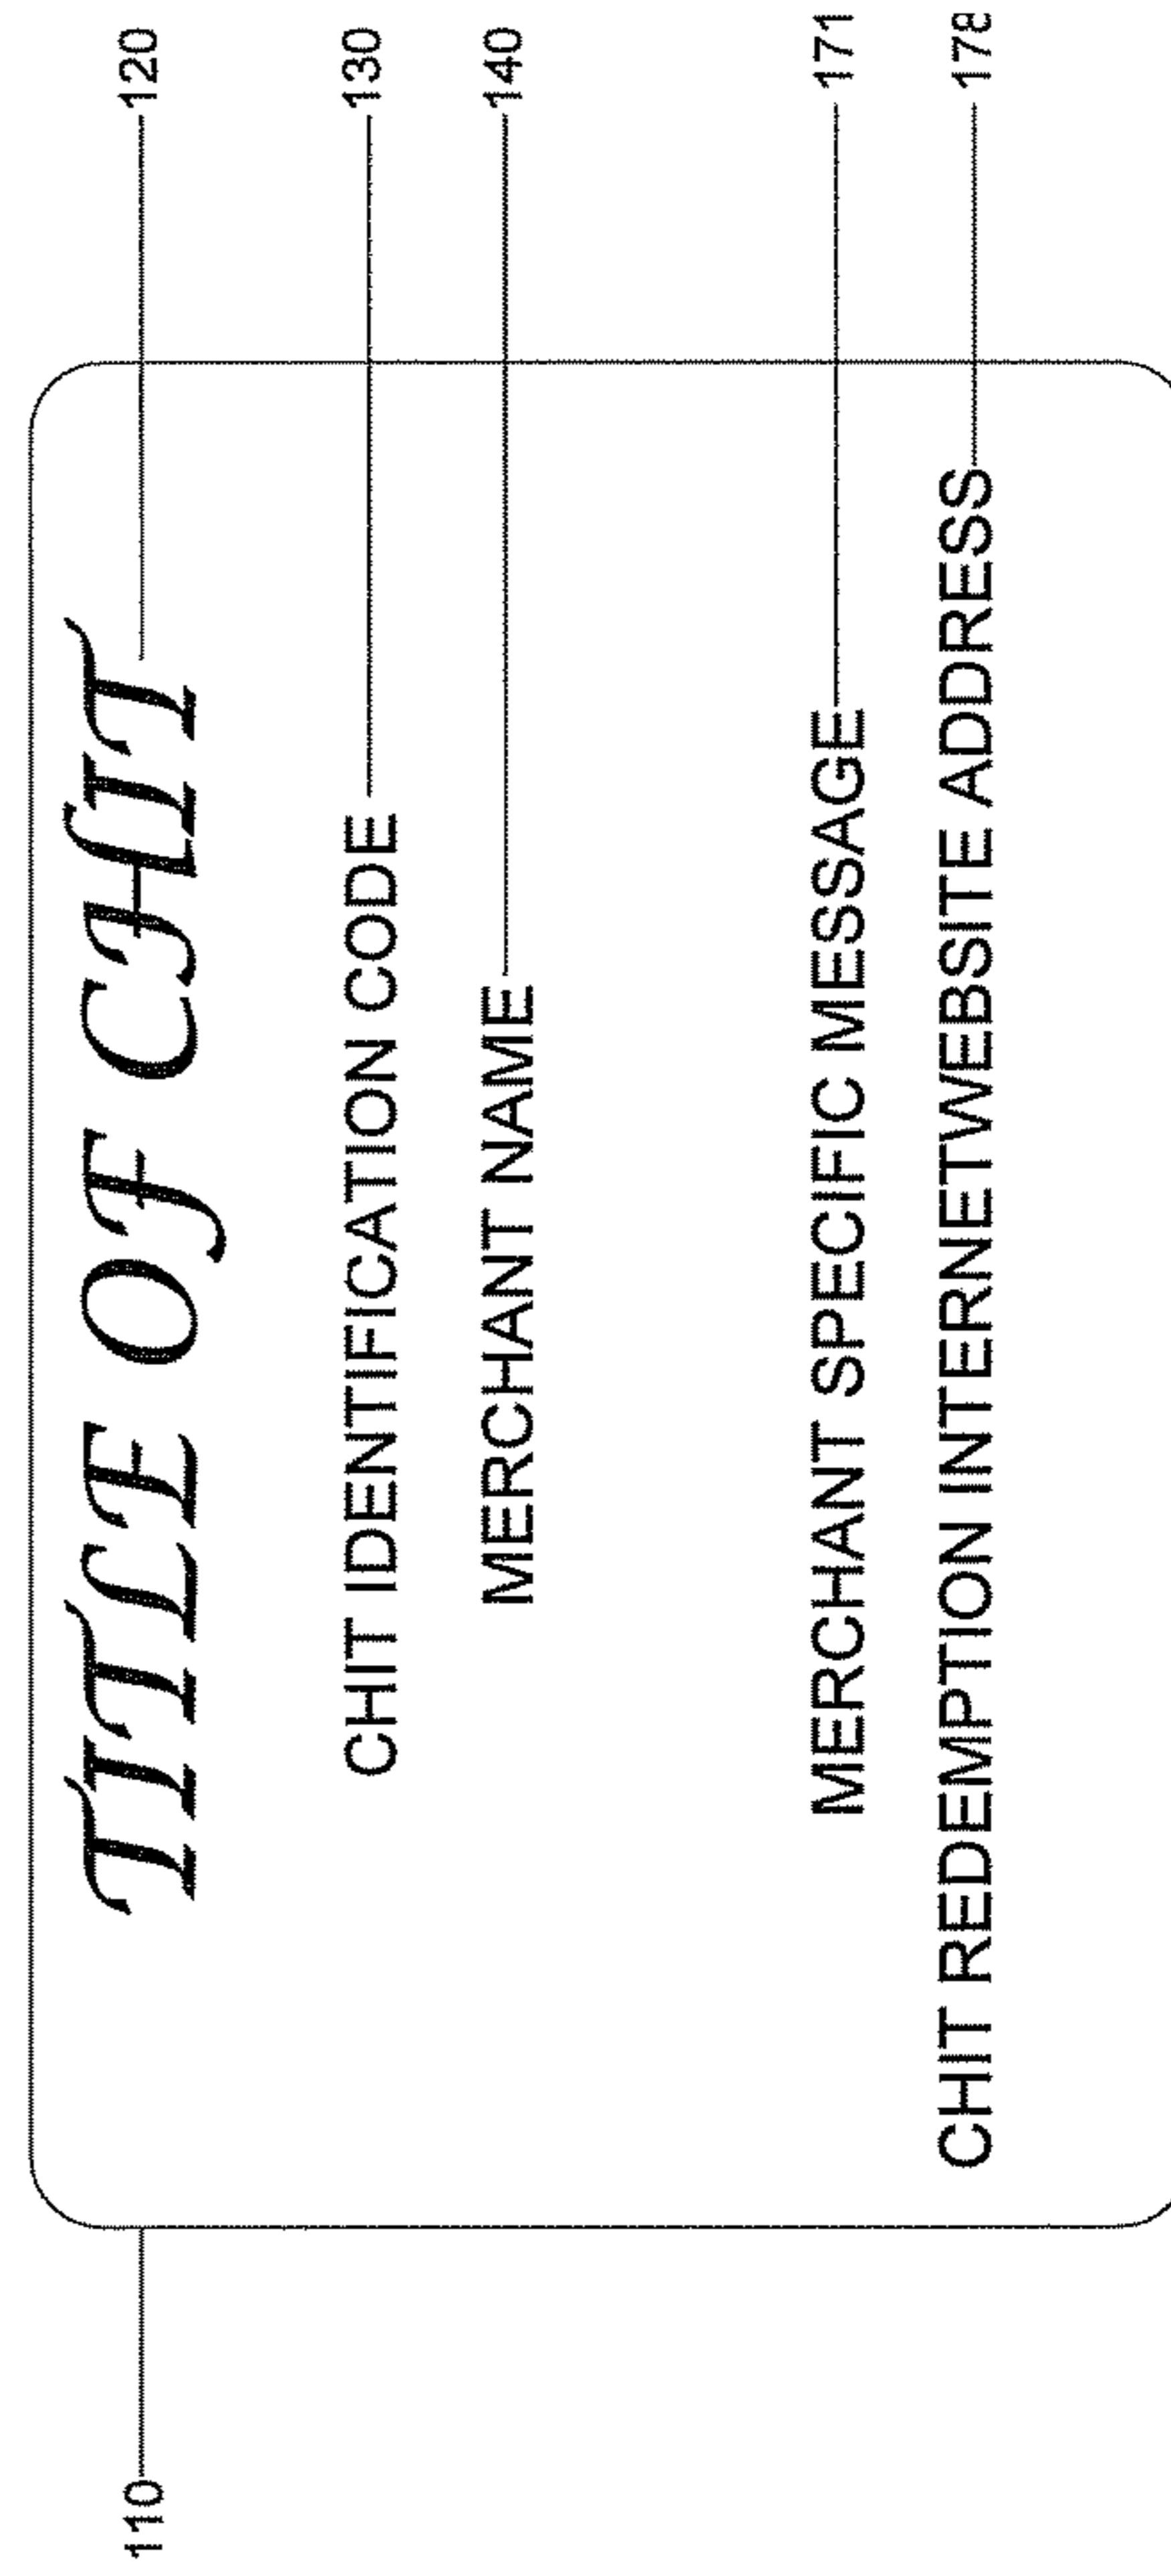 110 TITLE OF CHIT 120
CHIT IDENTIFICATION CODE 130
MERCHANT NAME 140
MERCHANT SPECIFIC MESSAGE 171
CHIT REDEMPTION INTERNETWEBSITE ADDRESS 178